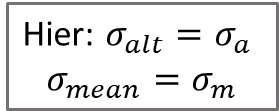 Hier: σ_alt = σ_a
σ_mean = σ_m